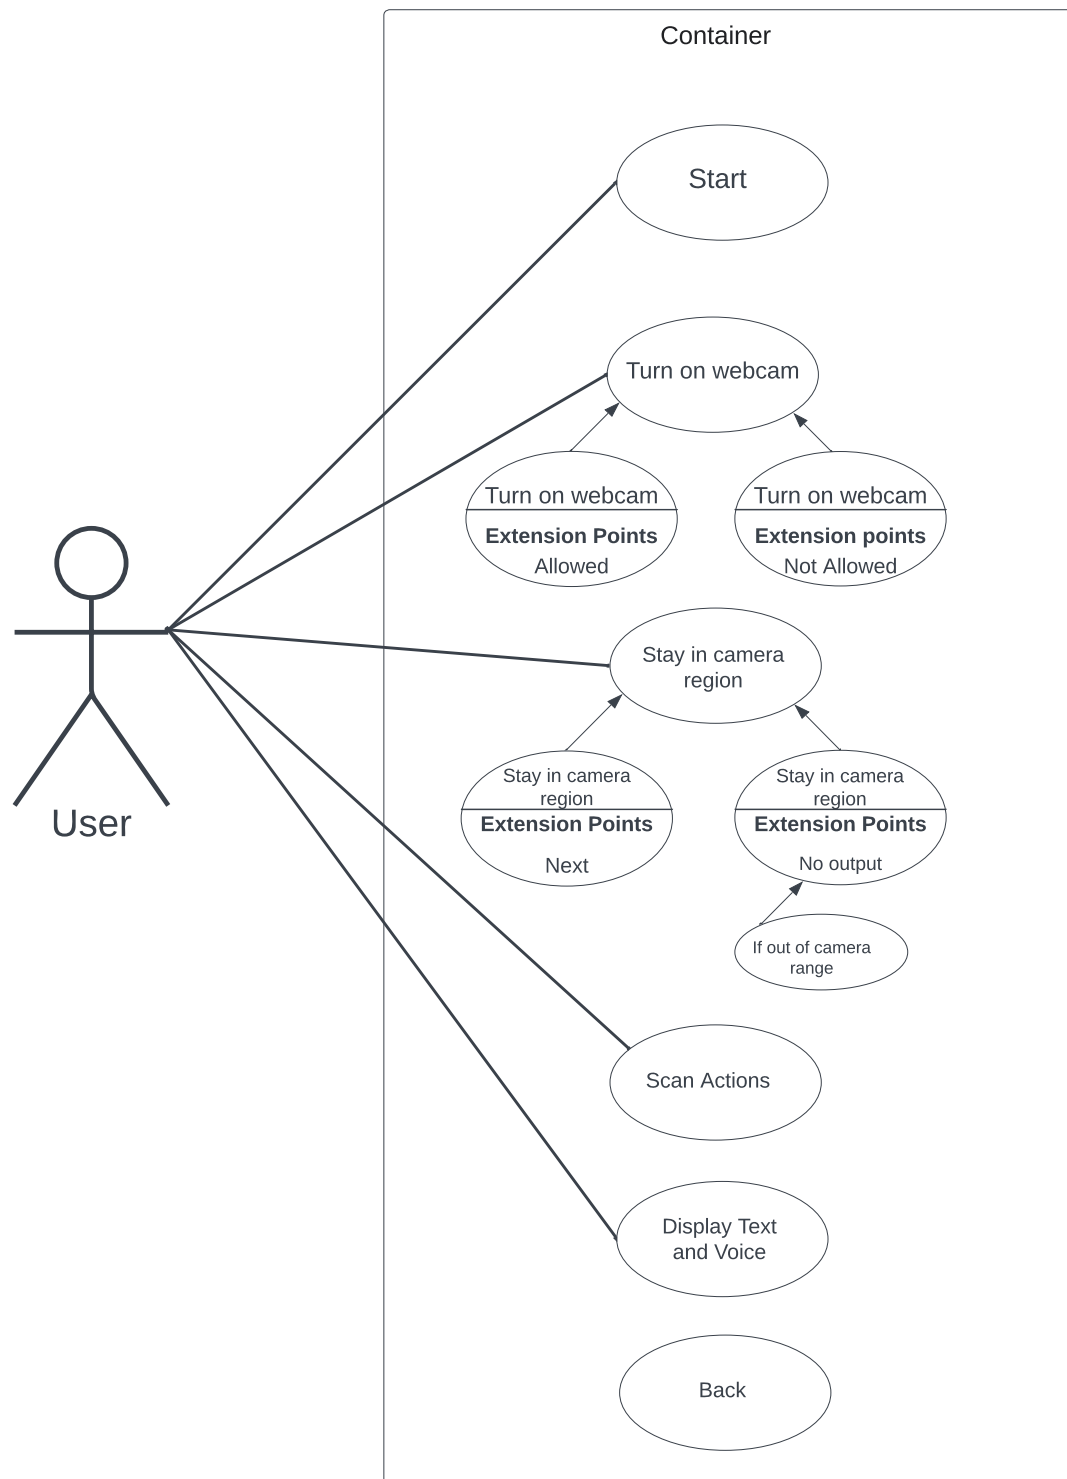 Container
Start
Turn on webcam
Turn on webcam
Extension Points
Allowed
Turn on webcam
Extension points
Not Allowed
User
Stay in camera
region
Stay in camera
region
Extension Points
Next
Stay in camera
region
Extension Points
No output
If out of camera
range
Scan Actions
Display Text
and Voice
Back